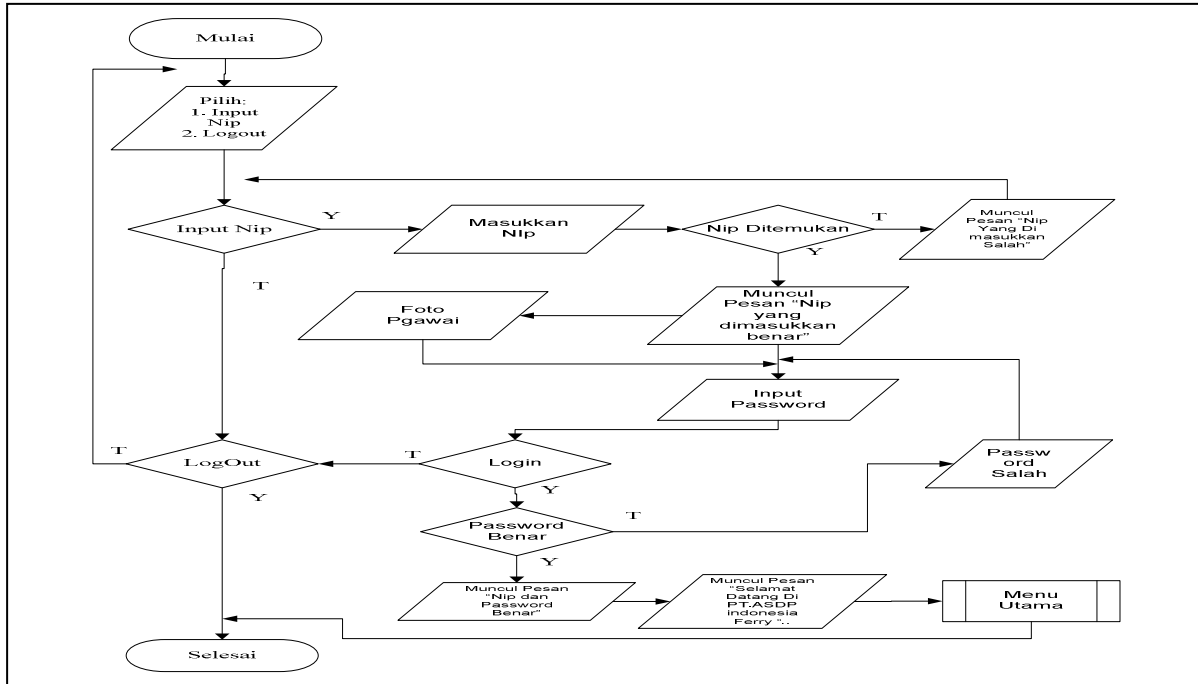 Mulai
Pilih:
1. Input
Nip
2. Logout
Input Nip
Y
Masukkan
NIp
Nip Ditemukan
T
Muncul
Pesan “Nip
Yang Di
masukkan
Salah”
Y
T
Foto
Pgawai
Muncul
Pesan “Nip
yang
dimasukkan
benar”
Input
Password
T
LogOut
T
Login
Passw
ord
Salah
Y
Y
Password
Benar
T
Y
Muncul Pesan
“Nip dan
Password
Benar”
Muncul Pesan
“Selamat
Datang Di
PT.ASDP
indonesia
Ferry “..
Menu
Utama
Selesai